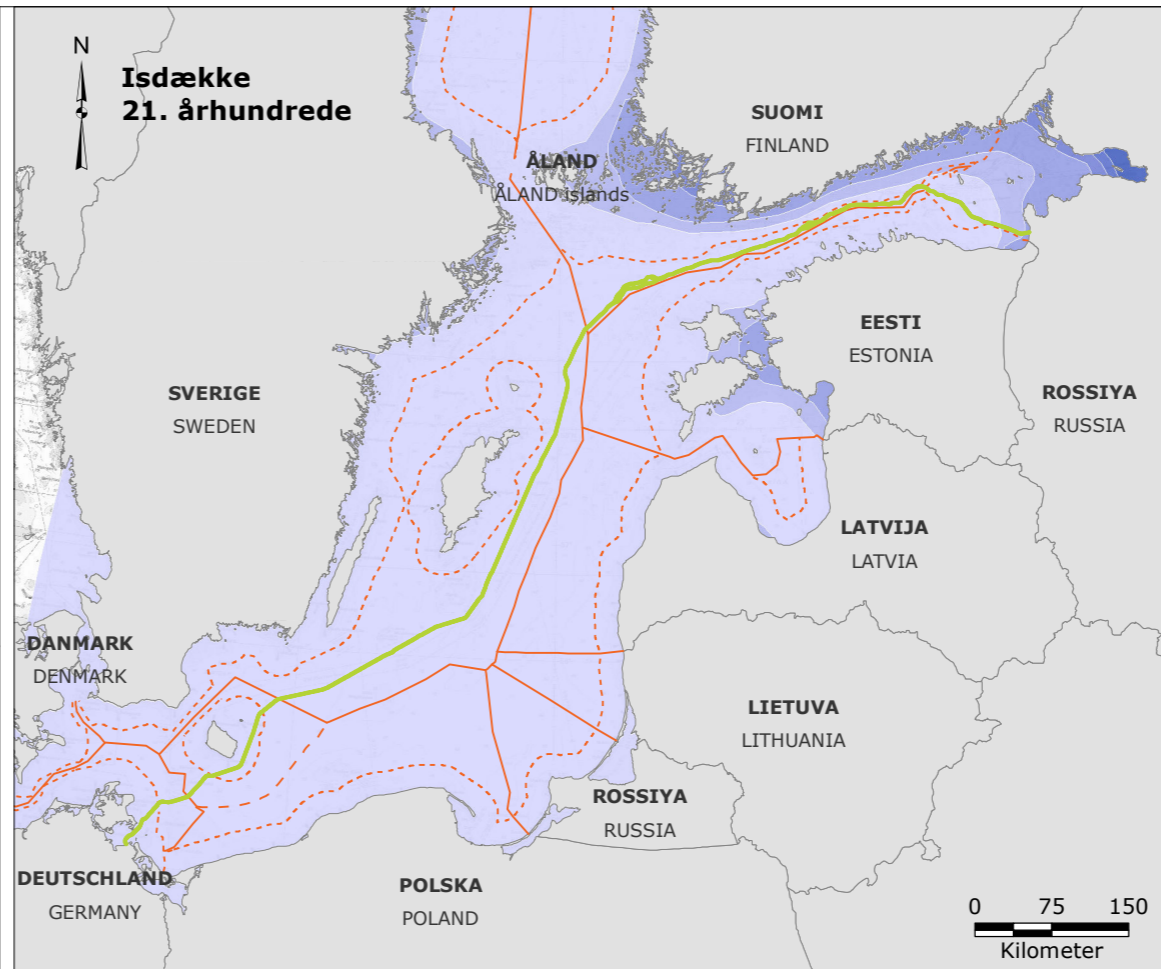 N
Isdække
21. århundrede
SUOMI
FINLAND
ÅLAND
ÅLAND islands
EESTI
ESTONIA
SVERIGE
SWEDEN
ROSSIYA
RUSSIA
LATVIJA
LATVIA
DANMARK
DENMARK
LIETUVA
LITHUANIA
ROSSIYA
RUSSIA
DEUTSCHLAND
GERMANY
POLSKA
POLAND
0 75 150
Kilometer